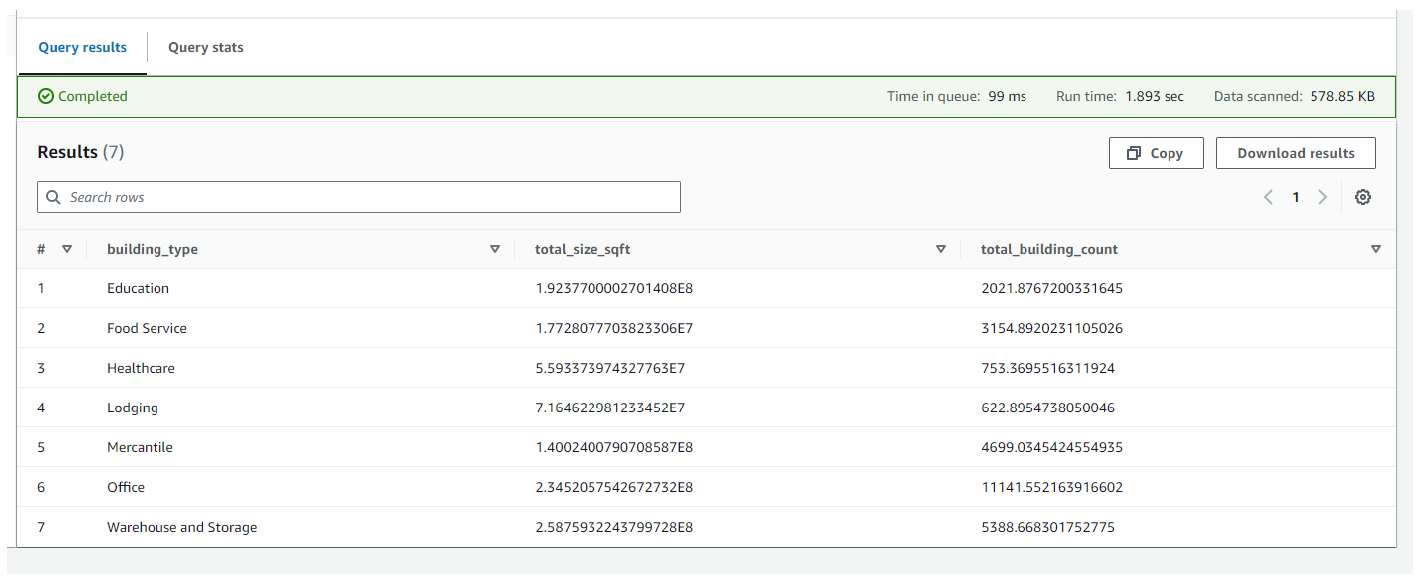 Query results Query stats
Completed Time in queue: 99 ms Run time: 1.893 sec Data scanned: 578.85 KB
Results (7) Copy Download results
Search rows 1
# building_type total_size_sqft total_building_count
1 Education 1.9237700002701408E8 2021.8767200331645
2 Food Service 1.7728077703823306E7 3154.8920231105026
3 Healthcare 5.593373974327763E7 753.3695516311924
4 Lodging 7.164622981233452E7 622.8954738050046
5 Mercantile 1.4002400790708587E8 4699.0345424554935
6 Office 2.3452057542672732E8 11141.552163916602
7 Warehouse and Storage 2.5875932243799728E8 5388.668301752775